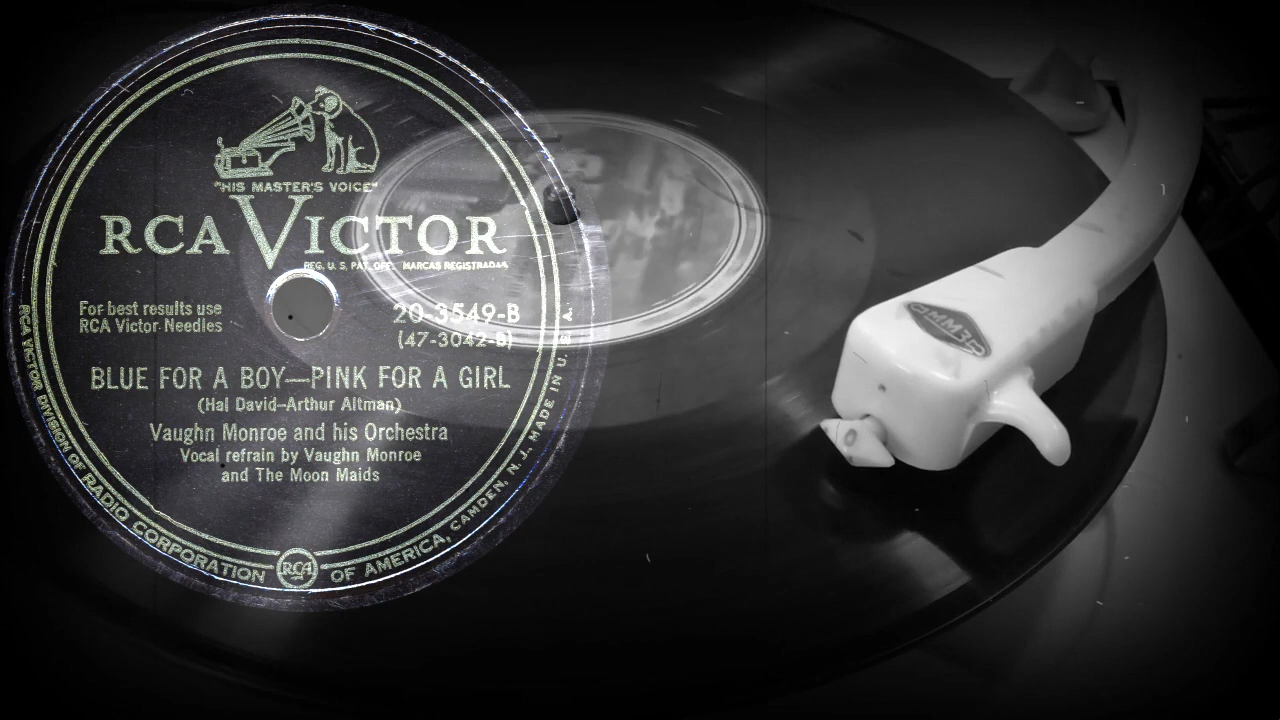 "HIS MASTER'S VOICE"
RCA VICTOR
REG. U. S. PAT. OFF. MARCAS REGISTRADAS
For best results use
RCA Victor Needles
20-3549-B
(47-3042-B)
BLUE FOR A BOY—PINK FOR A GIRL
(Hal David-Arthur Altman)
Vaughn Monroe and his Orchestra
Vocal refrain by Vaughn Monroe
and The Moon Maids
RCA VICTOR DIVISION OF RADIO CORPORATION OF AMERICA, CAMDEN, N. J. MADE IN U. S. A.
RCA